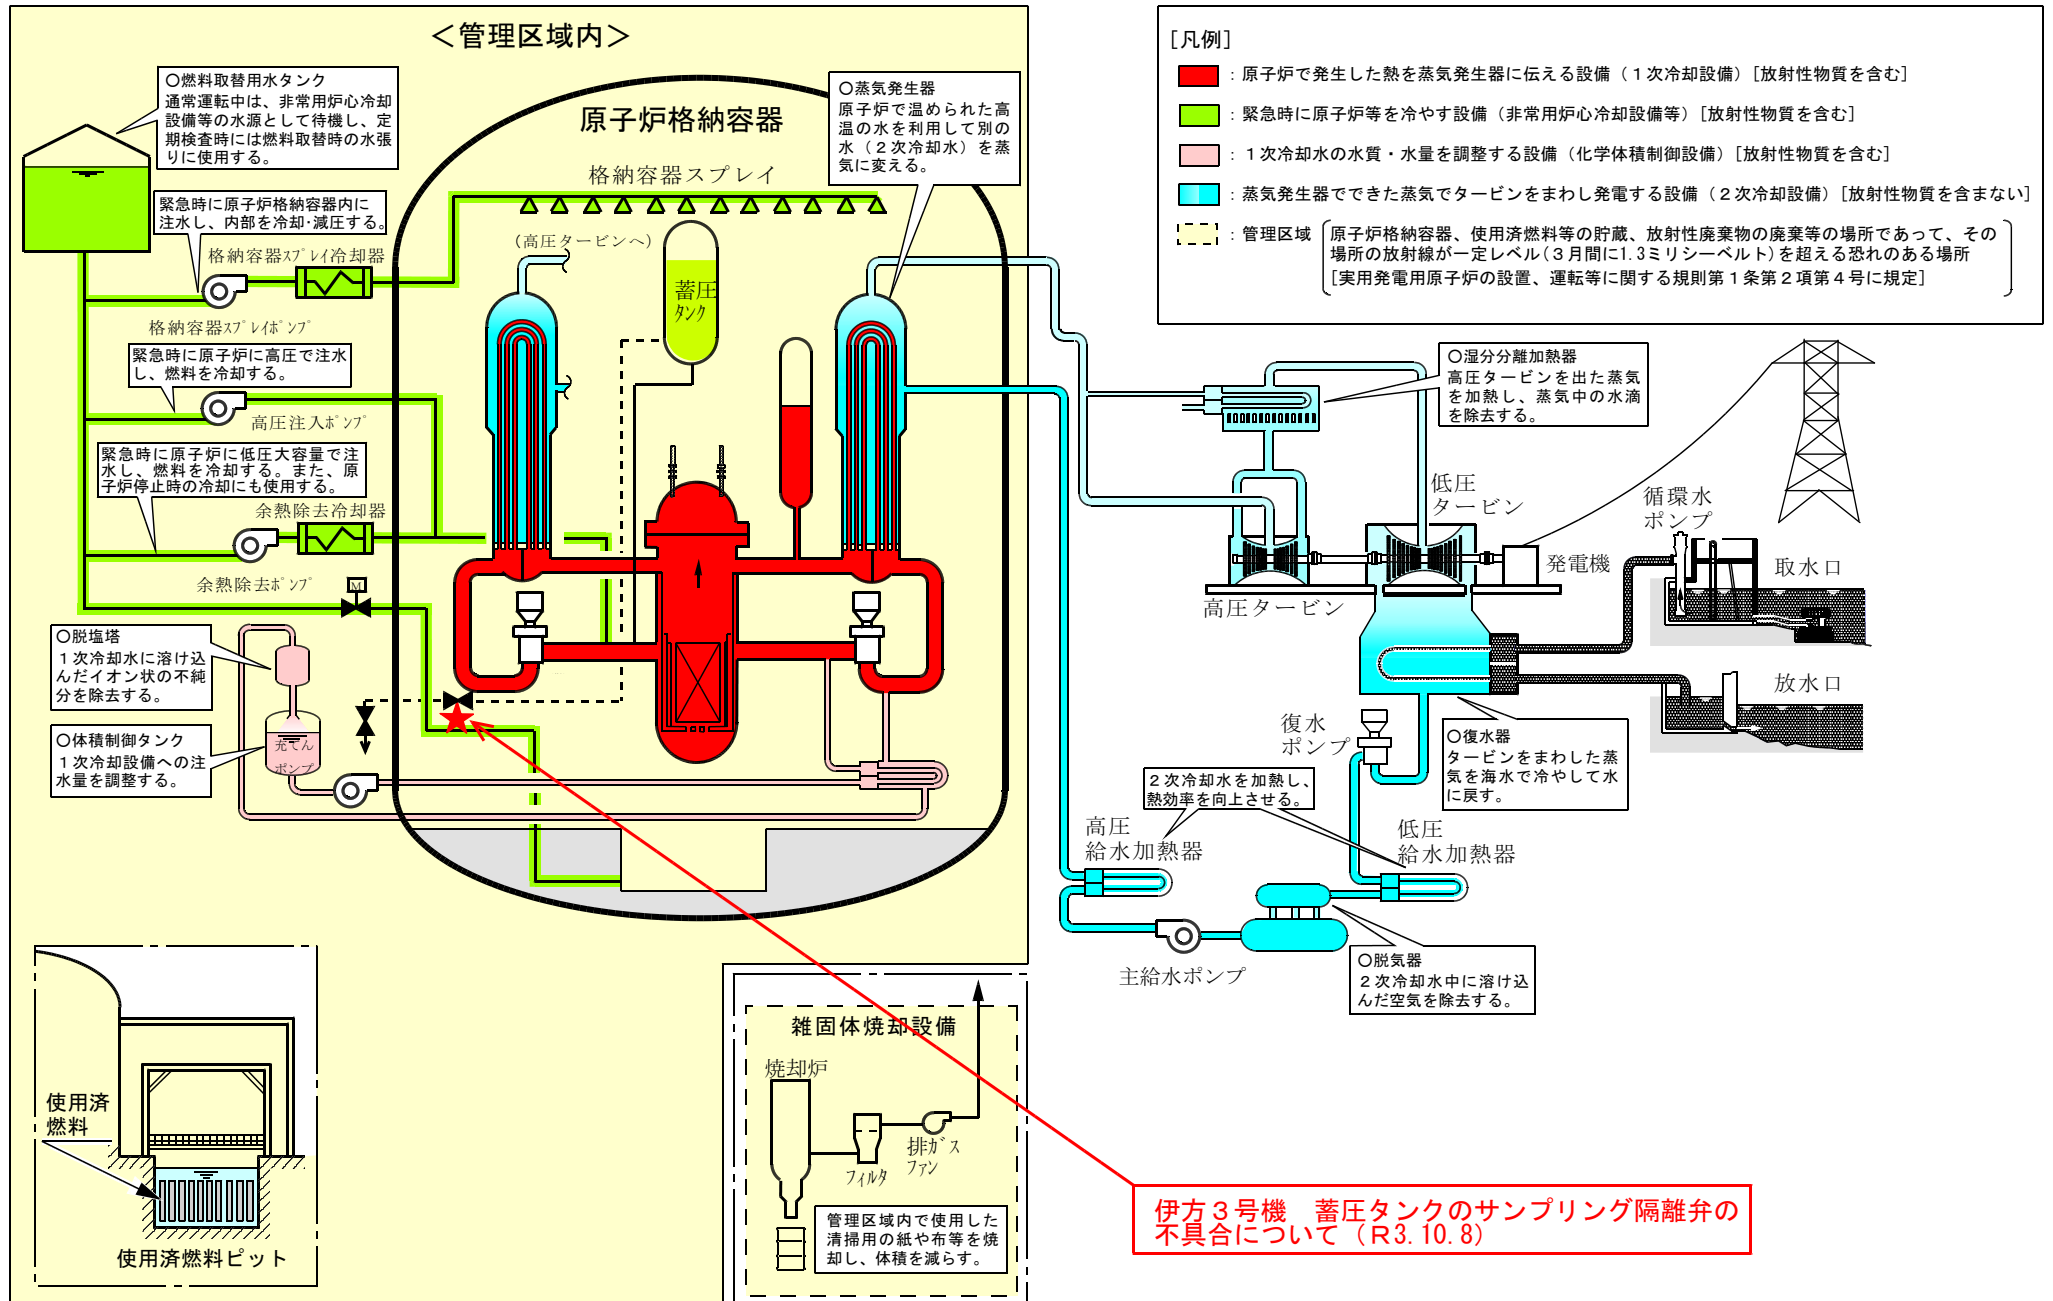 ＜管理区域内＞
○燃料取替用水タンク
通常運転中は、非常用炉心冷却
設備等の水源として待機し、定
期検査時には燃料取替時の水張
りに使用する。
緊急時に原子炉格納容器内に
注水し、内部を冷却･減圧する。
格納容器ｽﾌﾟﾚｲ冷却器
格納容器ｽﾌﾟﾚｲﾎﾟﾝﾌﾟ
緊急時に原子炉に高圧で注水
し、燃料を冷却する。
高圧注入ﾎﾟﾝﾌﾟ
緊急時に原子炉に低圧大容量で注
水し、燃料を冷却する。また、原
子炉停止時の冷却にも使用する。
余熱除去冷却器
余熱除去ﾎﾟﾝﾌﾟ
M
○脱塩塔
１次冷却水に溶け込
んだイオン状の不純
分を除去する。
○体積制御タンク
１次冷却設備への注
水量を調整する。
充てん
ポンプ
原子炉格納容器
格納容器スプレイ
（高圧タービンへ）
蓄圧
ﾀﾝｸ
○蒸気発生器
原子炉で温められた高
温の水を利用して別の
水（２次冷却水）を蒸
気に変える。
[凡例]
：原子炉で発生した熱を蒸気発生器に伝える設備（１次冷却設備）[放射性物質を含む]
：緊急時に原子炉等を冷やす設備（非常用炉心冷却設備等）[放射性物質を含む]
：１次冷却水の水質・水量を調整する設備（化学体積制御設備）[放射性物質を含む]
：蒸気発生器でできた蒸気でタービンをまわし発電する設備（２次冷却設備）[放射性物質を含まない]
：管理区域
原子炉格納容器、使用済燃料等の貯蔵、放射性廃棄物の廃棄等の場所であって、その
場所の放射線が一定レベル(３月間に1.3ミリシーベルト)を超える恐れのある場所
[実用発電用原子炉の設置、運転等に関する規則第１条第２項第４号に規定]
○湿分分離加熱器
高圧タービンを出た蒸気
を加熱し、蒸気中の水滴
を除去する。
低圧
タービン
高圧タービン
発電機
循環水
ポンプ
取水口
放水口
復水
ポンプ
○復水器
タービンをまわした蒸
気を海水で冷やして水
に戻す。
２次冷却水を加熱し、
熱効率を向上させる。
高圧
給水加熱器
低圧
給水加熱器
主給水ポンプ
○脱気器
２次冷却水中に溶け込
んだ空気を除去する。
使用済
燃料
使用済燃料ピット
雑固体焼却設備
焼却炉
ﾌｨﾙﾀ
排ｶﾞｽ
ﾌｧﾝ
管理区域内で使用した
清掃用の紙や布等を焼
却し、体積を減らす。
伊方３号機　蓄圧タンクのサンプリング隔離弁の
不具合について（Ｒ3.10.8）